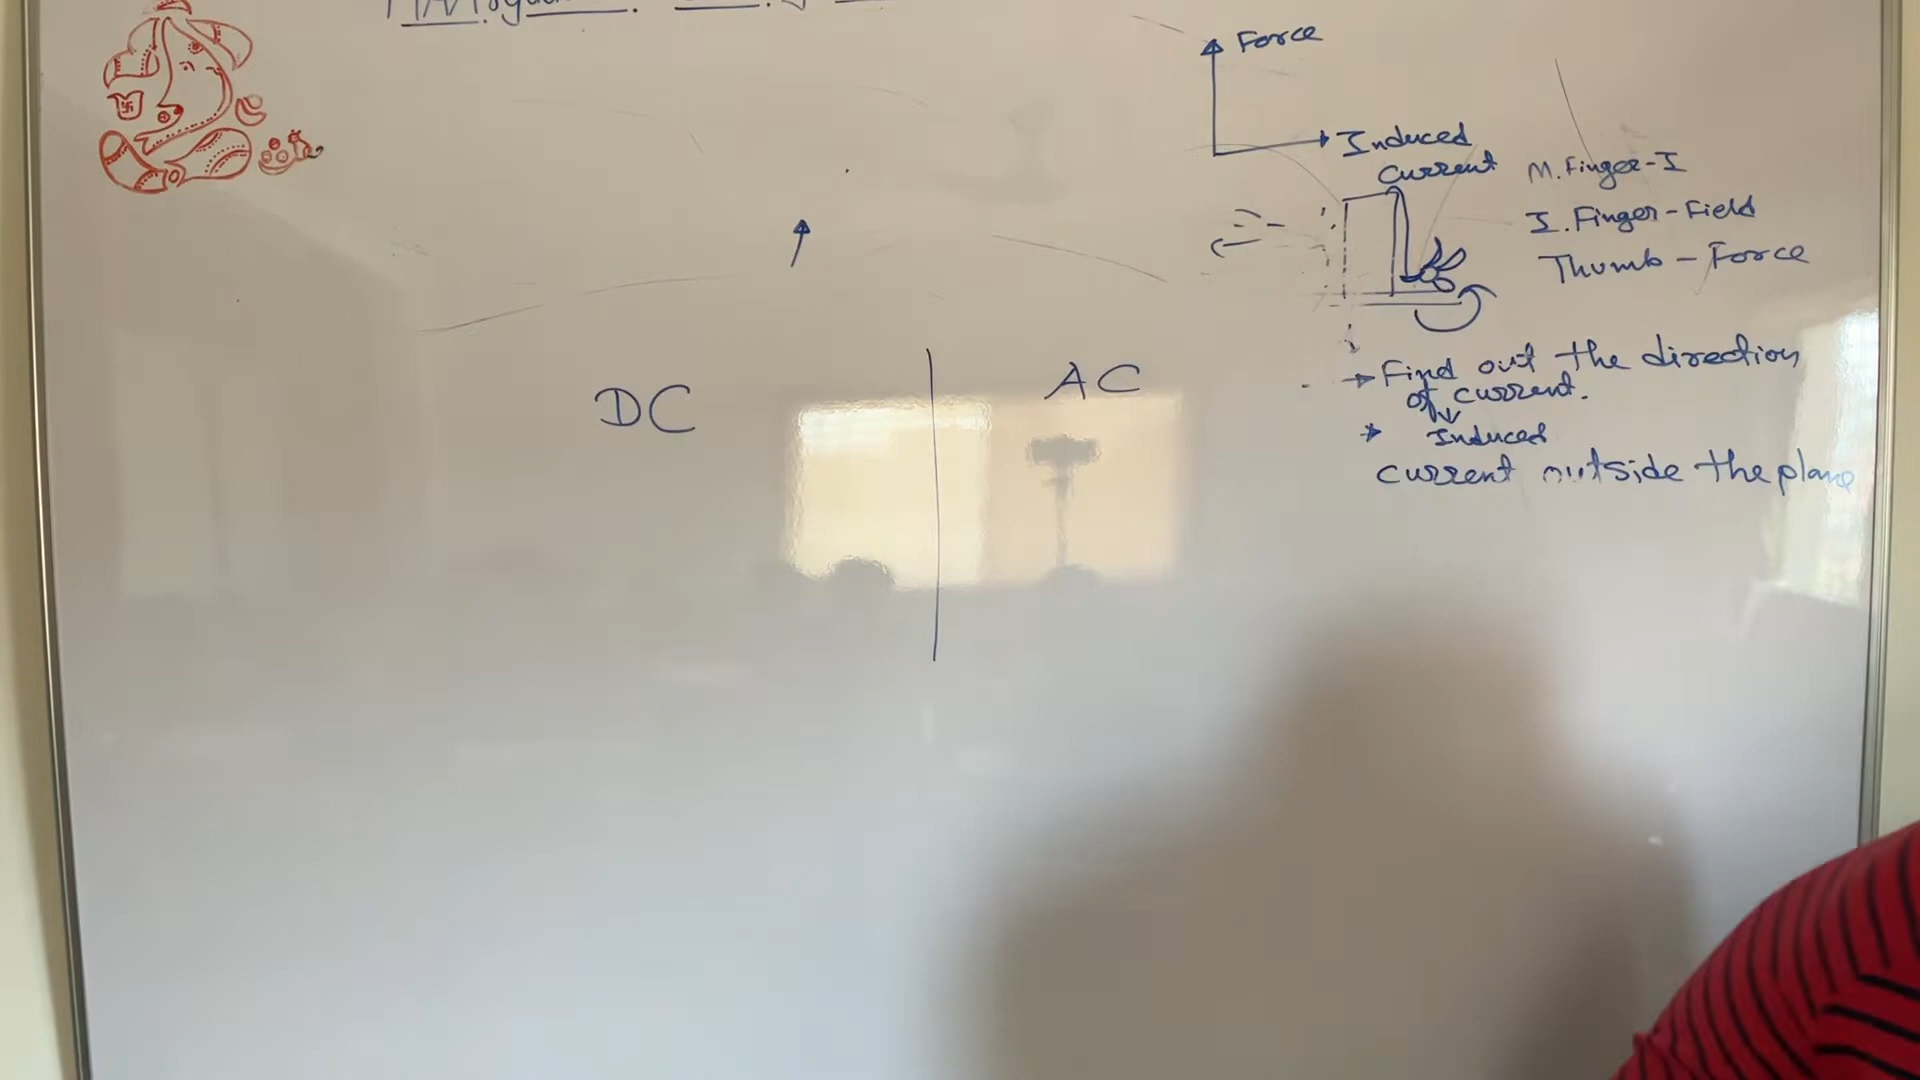 Force
Induced
Current
M. Finger-I
I. Finger-Field
Thumb - Force
DC
AC
→ Find out the direction
of current.
Induced
current outside the plane